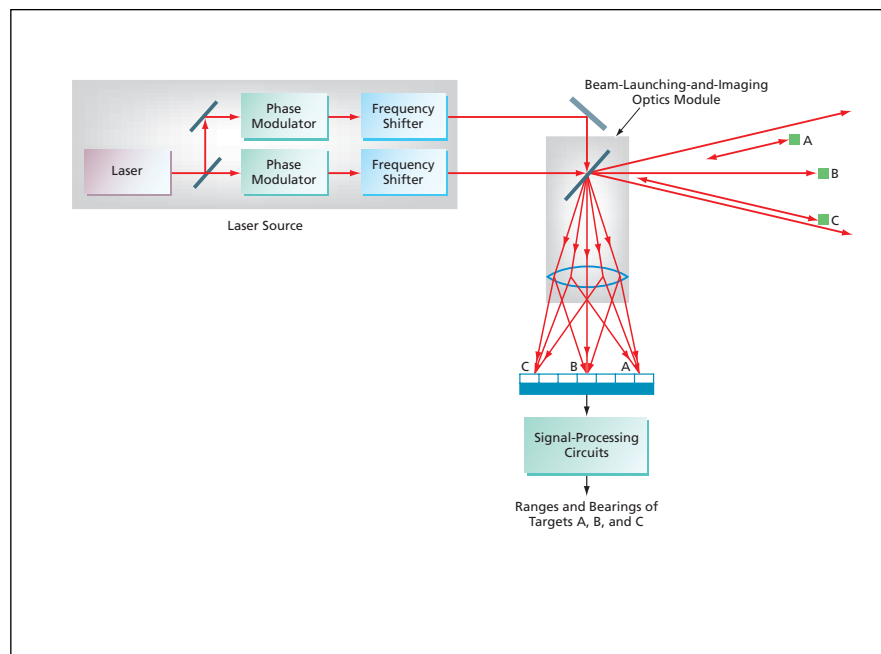 Beam-Launching-and-Imaging
Optics Module
Phase
Modulator
Frequency
Shifter
A
Laser
Phase
Modulator
Frequency
Shifter
B
C
Laser Source
C
B
A
Signal-Processing
Circuits
Ranges and Bearings of
Targets A, B, and C